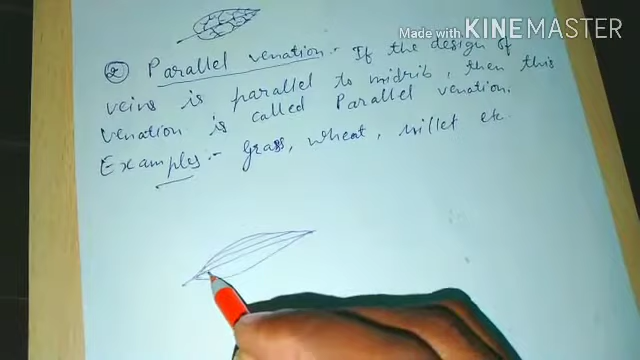 Made with KINEMASTER
② Parallel venation :- If the design of
veins is parallel to midrib, then this
venation is called Parallel venation.
Examples :- Grass, wheat, millet etc.